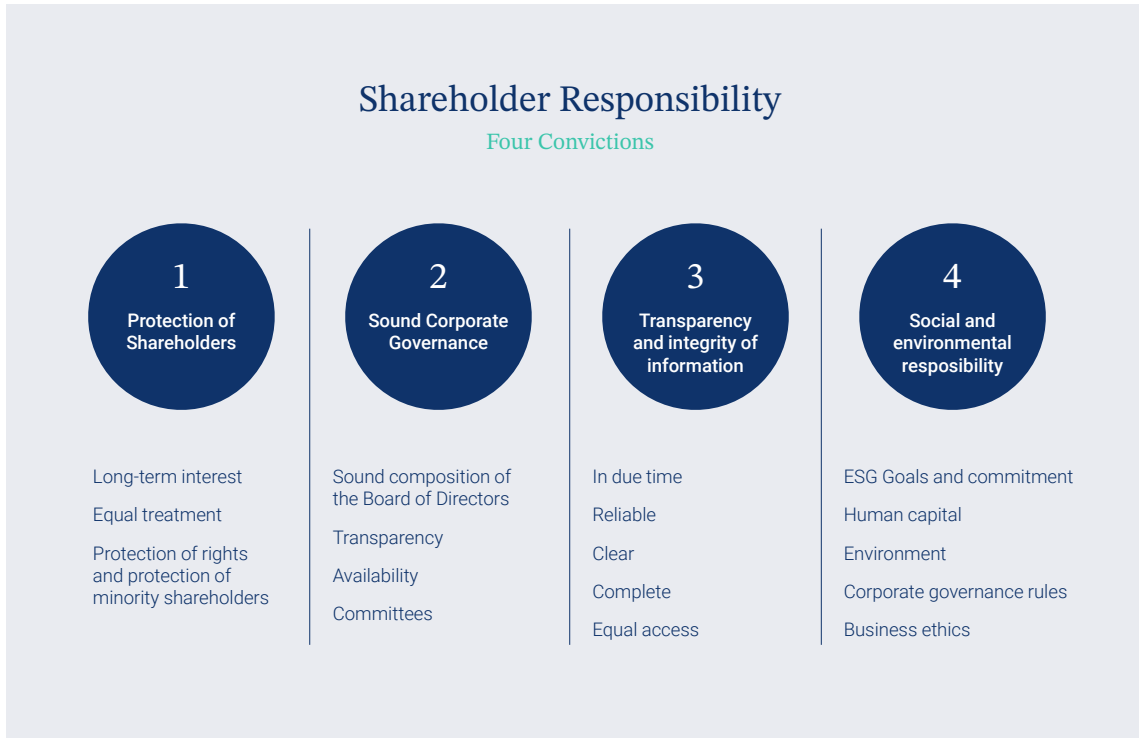 Shareholder Responsibility
Four Convictions
1
Protection of
Shareholders
Long-term interest
Equal treatment
Protection of rights
and protection of
minority shareholders
2
Sound Corporate
Governance
Sound composition of
the Board of Directors
Transparency
Availability
Committees
3
Transparency
and integrity of
information
In due time
Reliable
Clear
Complete
Equal access
4
Social and
environmental
resposibility
ESG Goals and commitment
Human capital
Environment
Corporate governance rules
Business ethics